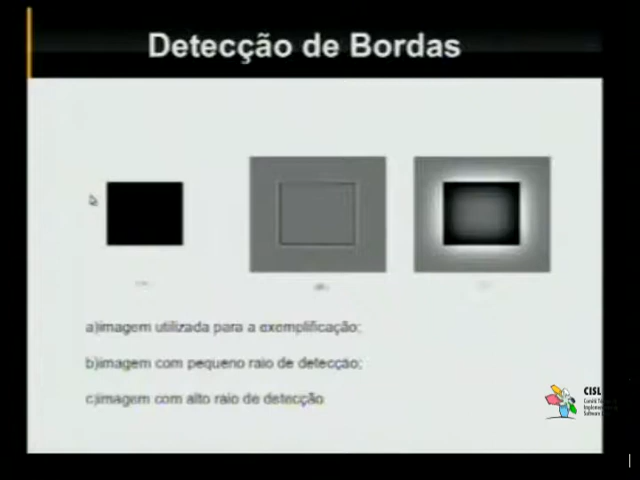 Detecção de Bordas
a)imagem utilizada para a exemplificação;
b)imagem com pequeno raio de detecção;
c)imagem com alto raio de detecção
CISL